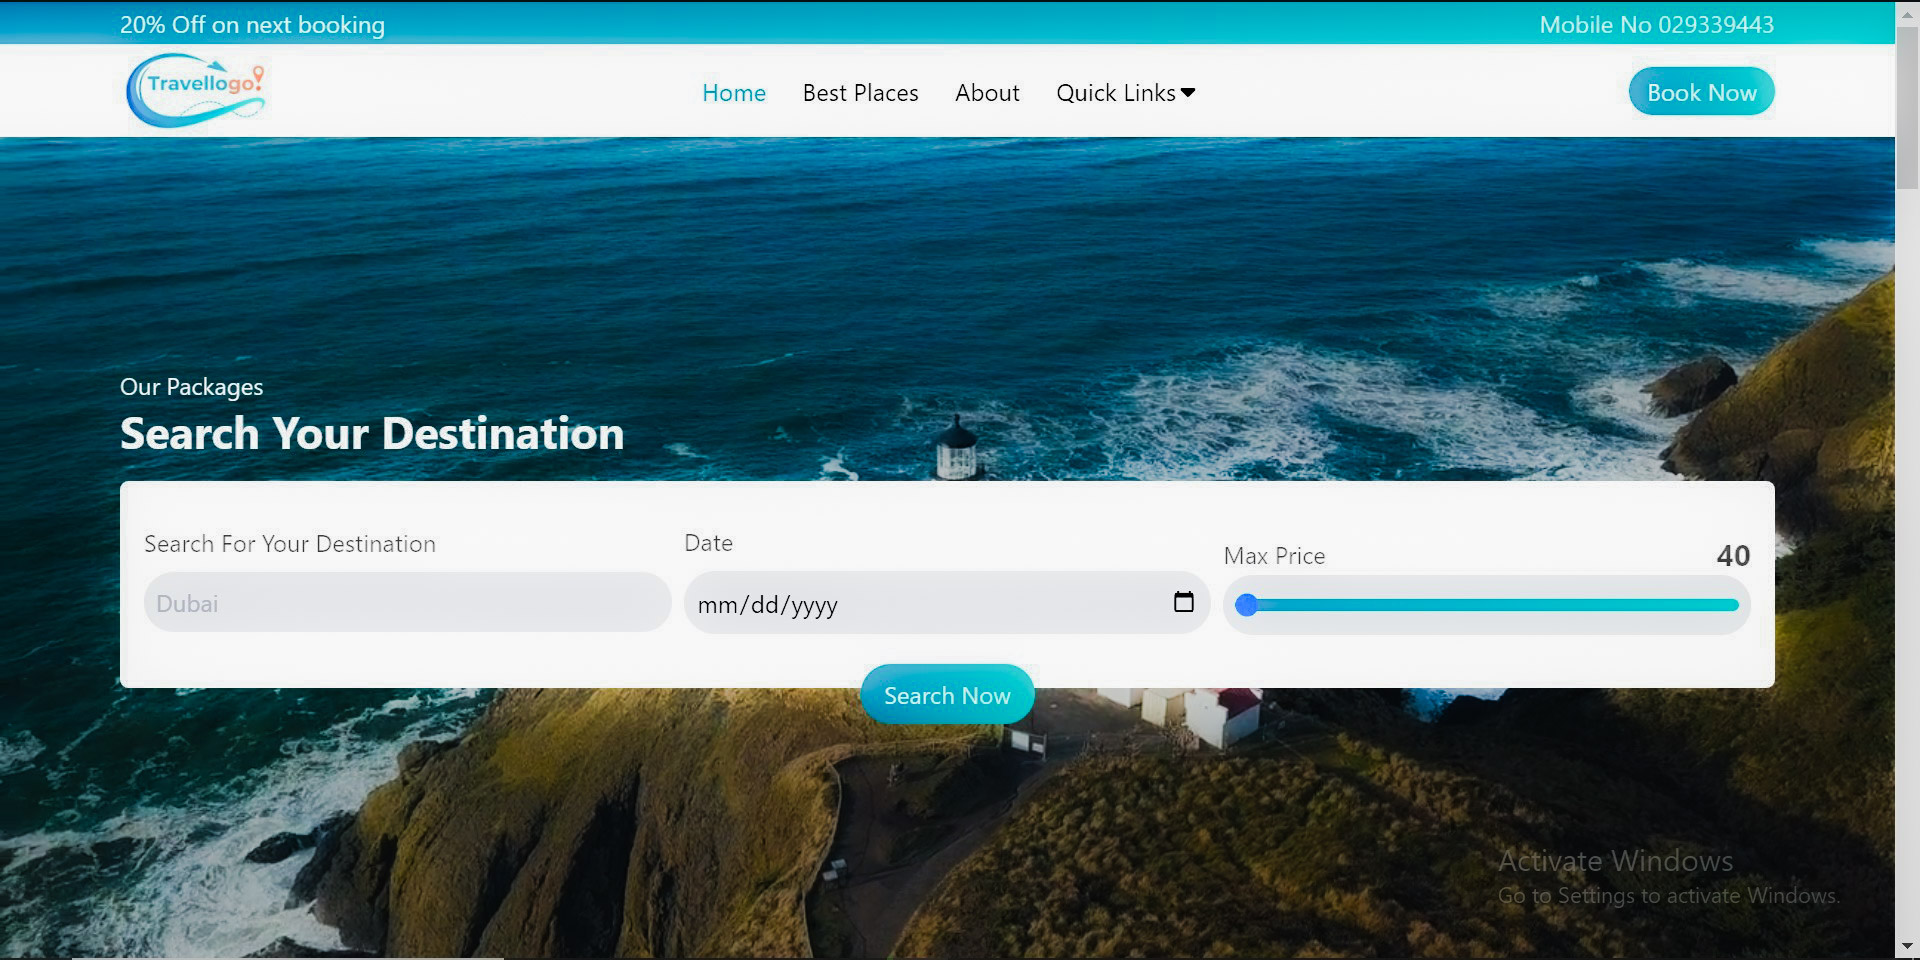 20% Off on next booking
Mobile No 029339443
Travellogo!
Home
Best Places
About
Quick Links
Book Now
Our Packages
Search Your Destination
Search For Your Destination
Dubai
Date
mm/dd/yyyy
Max Price
40
Search Now
Activate Windows
Go to Settings to activate Windows.